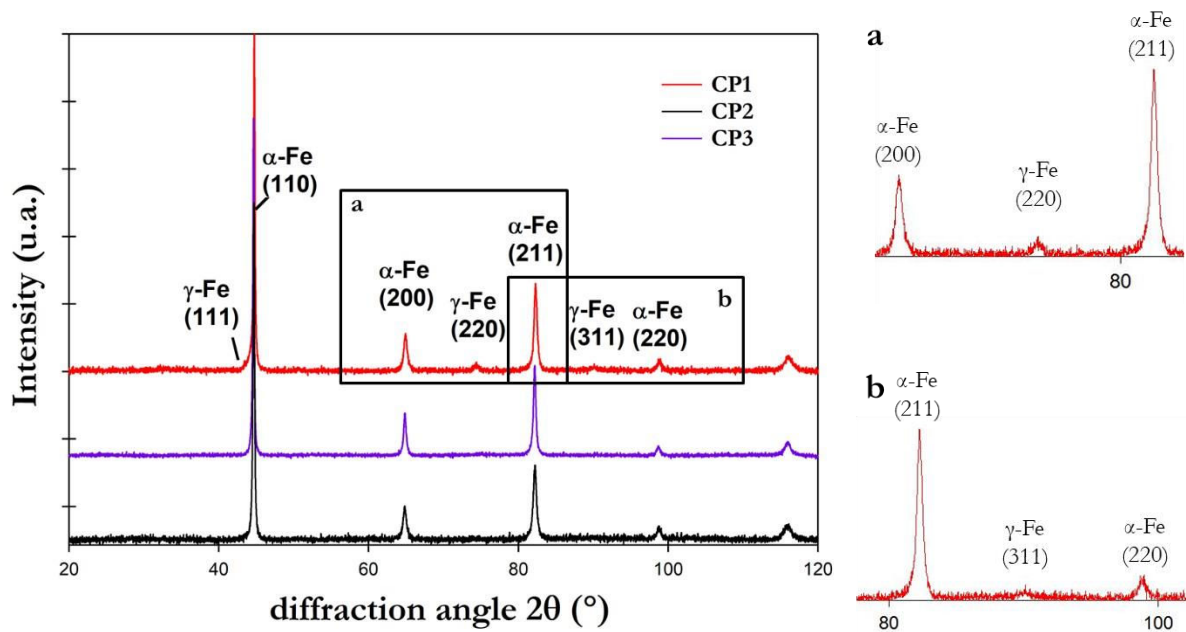 Intensity (u.a.)
CP1
CP2
CP3
α-Fe
(110)
γ-Fe
(111)
a
α-Fe
(200)
γ-Fe
(220)
α-Fe
(211)
b
γ-Fe
(311)
α-Fe
(220)
20
40
60
80
100
120
diffraction angle 2θ (°)
a
α-Fe
(200)
γ-Fe
(220)
α-Fe
(211)
80
b
α-Fe
(211)
γ-Fe
(311)
α-Fe
(220)
80
100